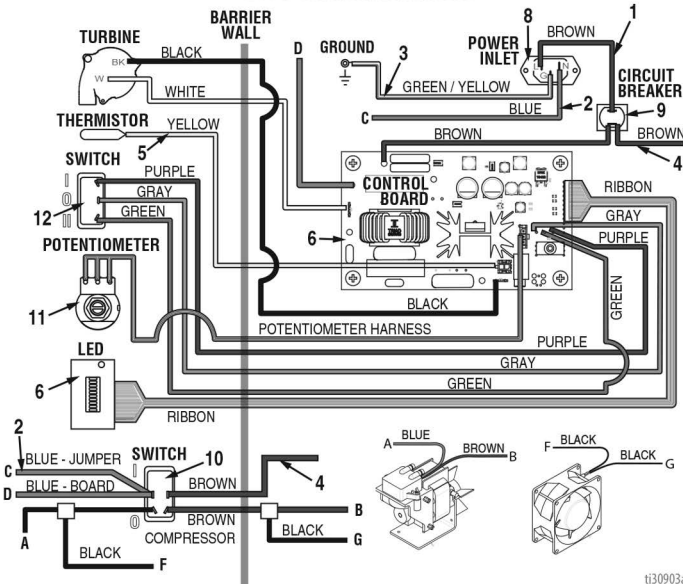 BARRIER
WALL
TURBINE
BK
W
BLACK
WHITE
D
GROUND
3
GREEN / YELLOW
C
BLUE
2
8
POWER
INLET
L
N
G
BROWN
1
CIRCUIT
BREAKER
9
BROWN
BROWN
4
THERMISTOR
YELLOW
5
SWITCH
I
O
II
12
PURPLE
GRAY
GREEN
CONTROL
BOARD
6
RIBBON
GRAY
PURPLE
GREEN
POTENTIOMETER
11
BLACK
POTENTIOMETER HARNESS
PURPLE
GRAY
GREEN
LED
6
RIBBON
2
C
BLUE - JUMPER
D
BLUE - BOARD
SWITCH
I
O
10
BROWN
4
BROWN
COMPRESSOR
B
BLACK
G
A
BLACK
F
A
BLUE
BROWN
B
F
BLACK
BLACK
G
ti30903